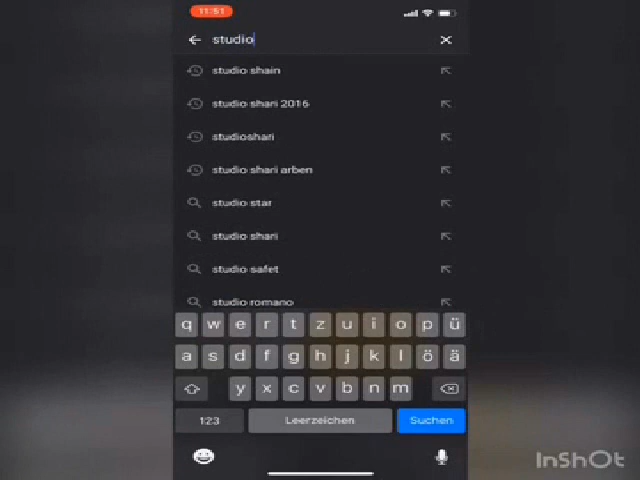 11:51
studio
studio shain
studio shari 2016
studioshari
studio shari arben
studio star
studio shari
studio safet
studio romano
q w e r t z u i o p ü
a s d f g h j k l ö ä
y x c v b n m
123 Leerzeichen Suchen
InShOt